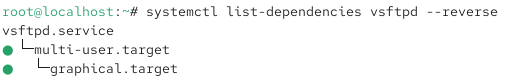 root@localhost:~# systemctl list-dependencies vsftpd --reverse
vsftpd.service
● └─multi-user.target
●   └─graphical.target